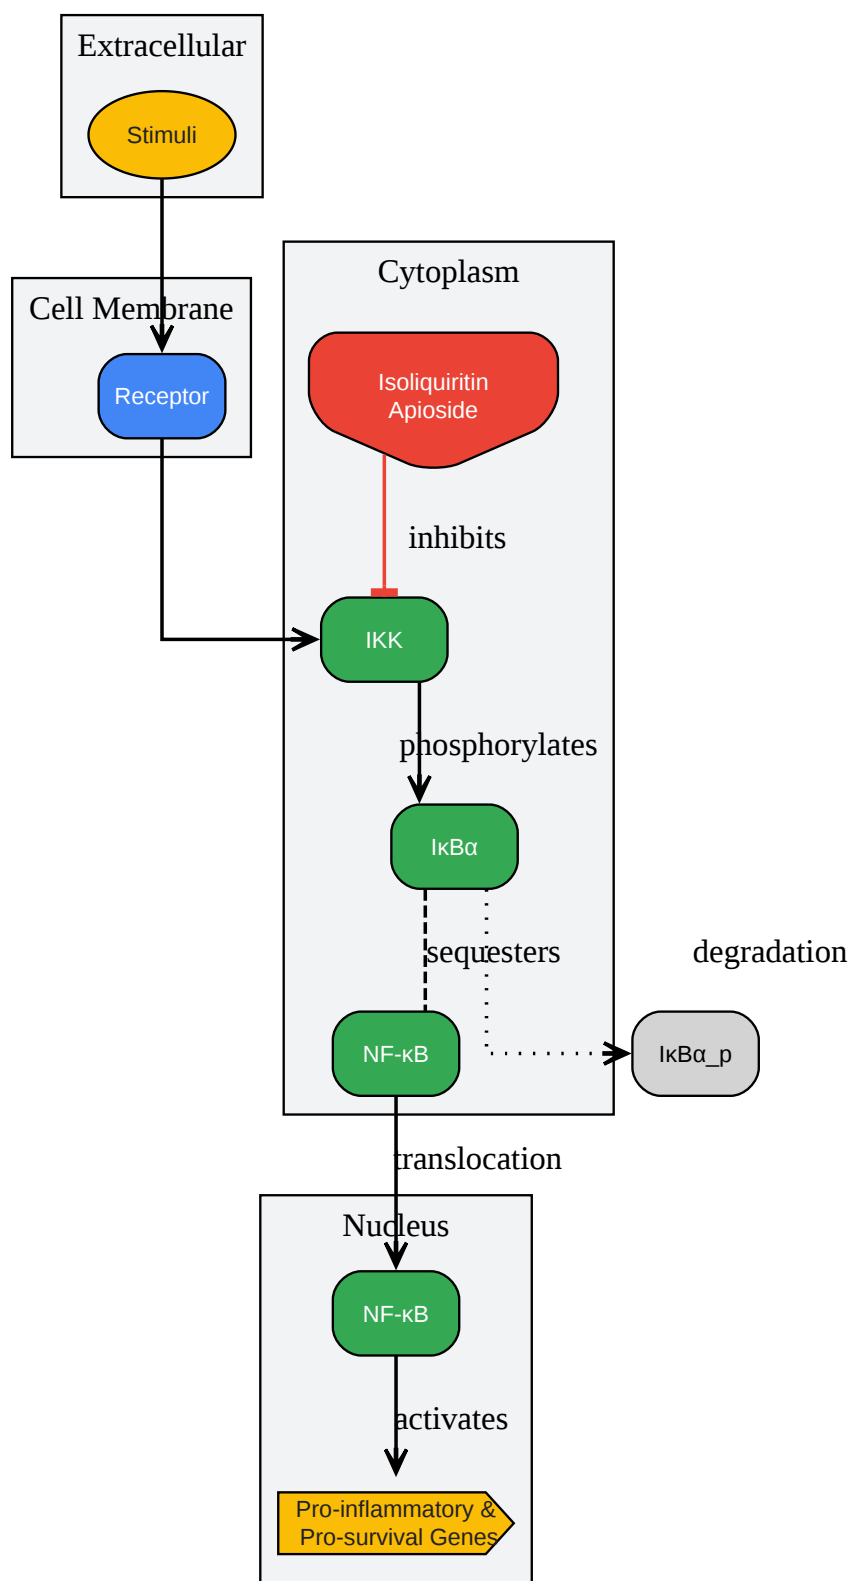 Extracellular
Stimuli
Cell Membrane
Receptor
Cytoplasm
Isoliquiritin
Apioside
inhibits
IKK
phosphorylates
IκBα
sequesters
degradation
NF-κB
IκBα_p
translocation
Nucleus
NF-κB
activates
Pro-inflammatory &
Pro-survival Genes